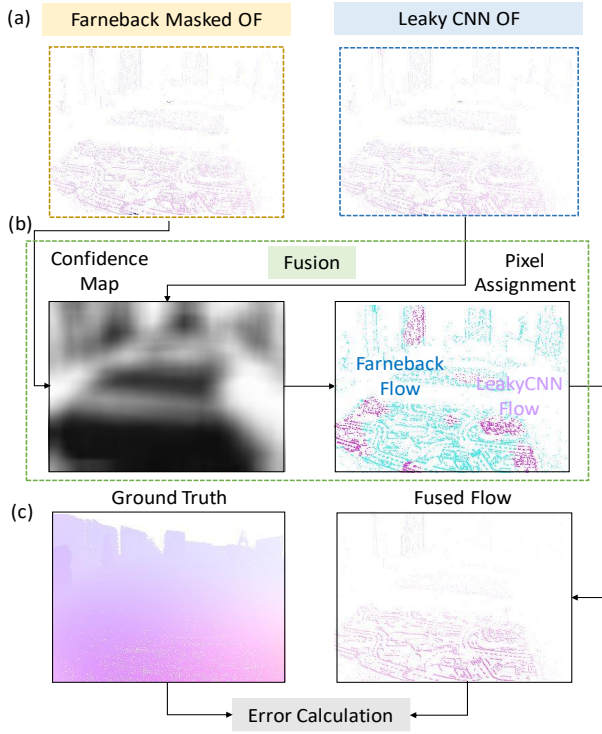 (a)
Farneback Masked OF
Leaky CNN OF
(b)
Confidence
Map
Fusion
Pixel
Assignment
Farneback
Flow
LeakyCNN
Flow
(c)
Ground Truth
Fused Flow
Error Calculation